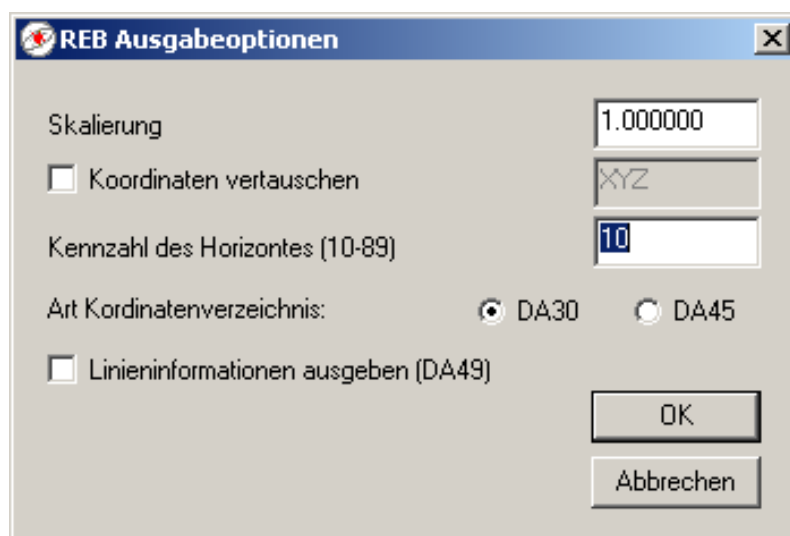 REB Ausgabeoptionen
Skalierung 1.000000
Koordinaten vertauschen XYZ
Kennzahl des Horizontes (10-89) 10
Art Kordinatenverzeichnis: DA30 DA45
Linieninformationen ausgeben (DA49)
OK
Abbrechen